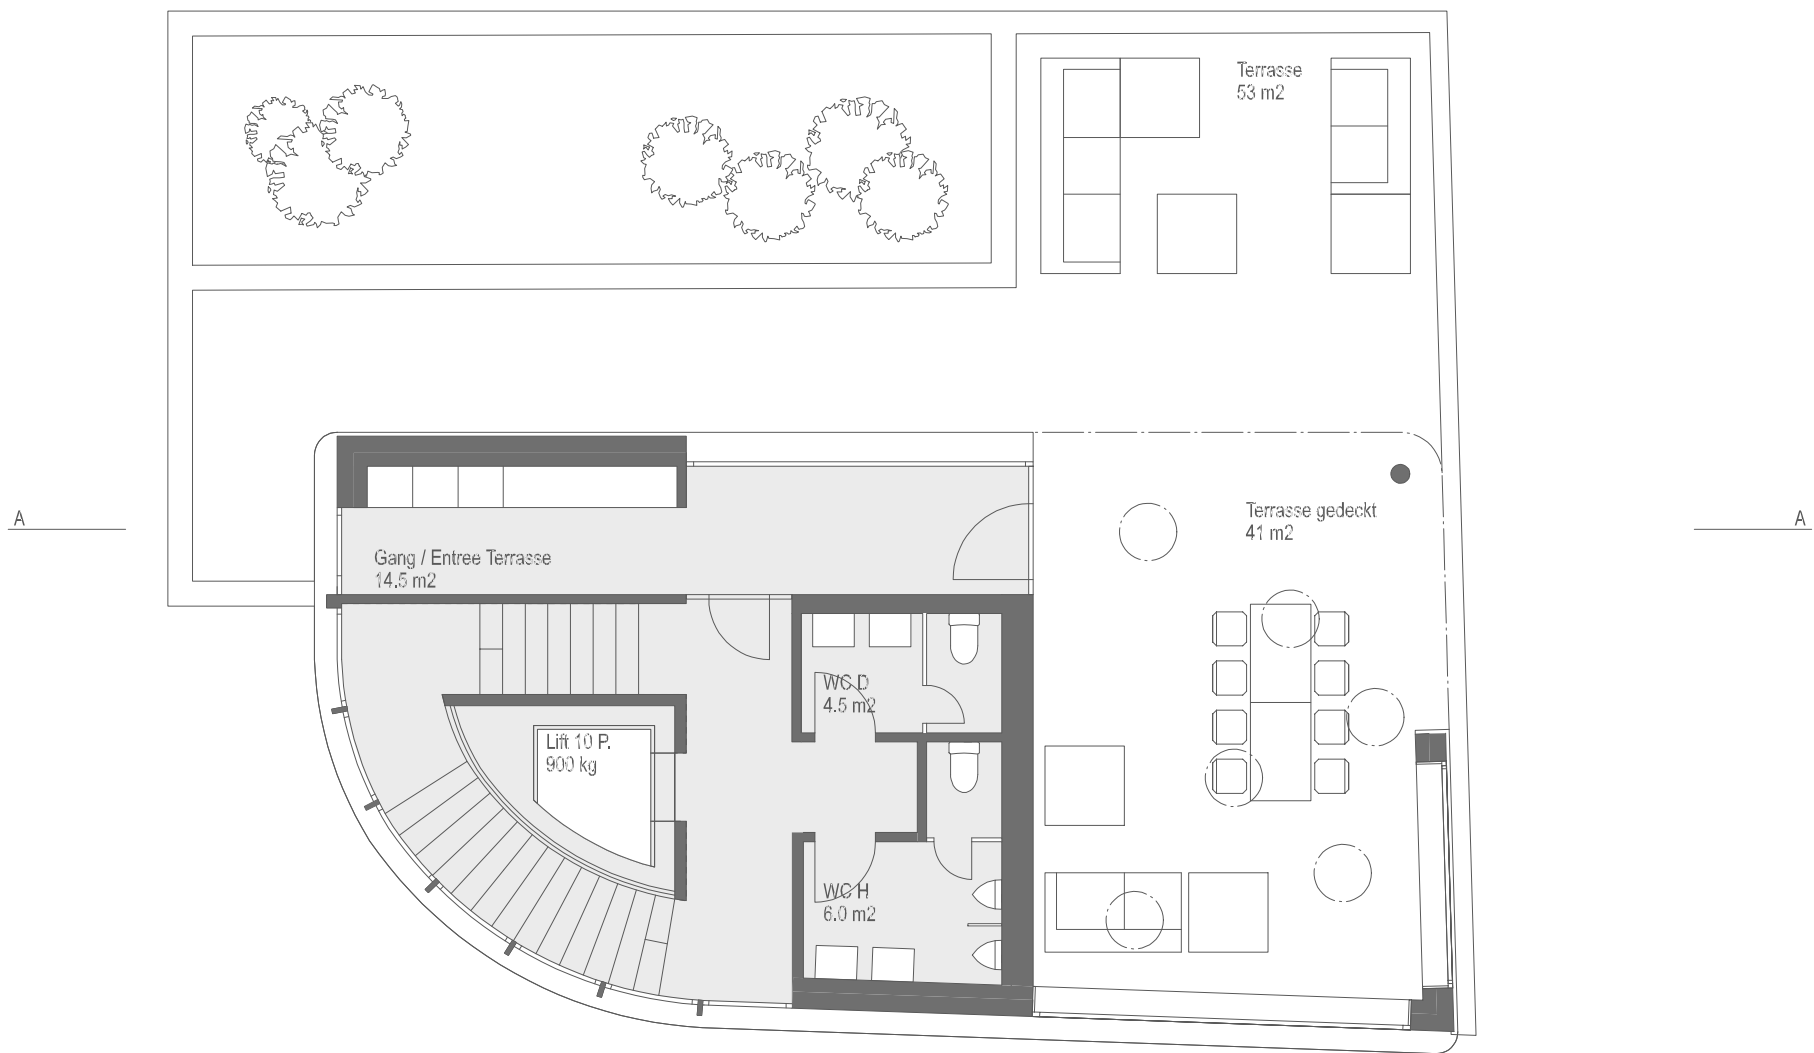 Terrasse
53 m2
A
A
Terrasse gedeckt
41 m2
Gang / Entree Terrasse
14.5 m2
WC D
4.5 m2
Lift 10 P.
900 kg
WC H
6.0 m2